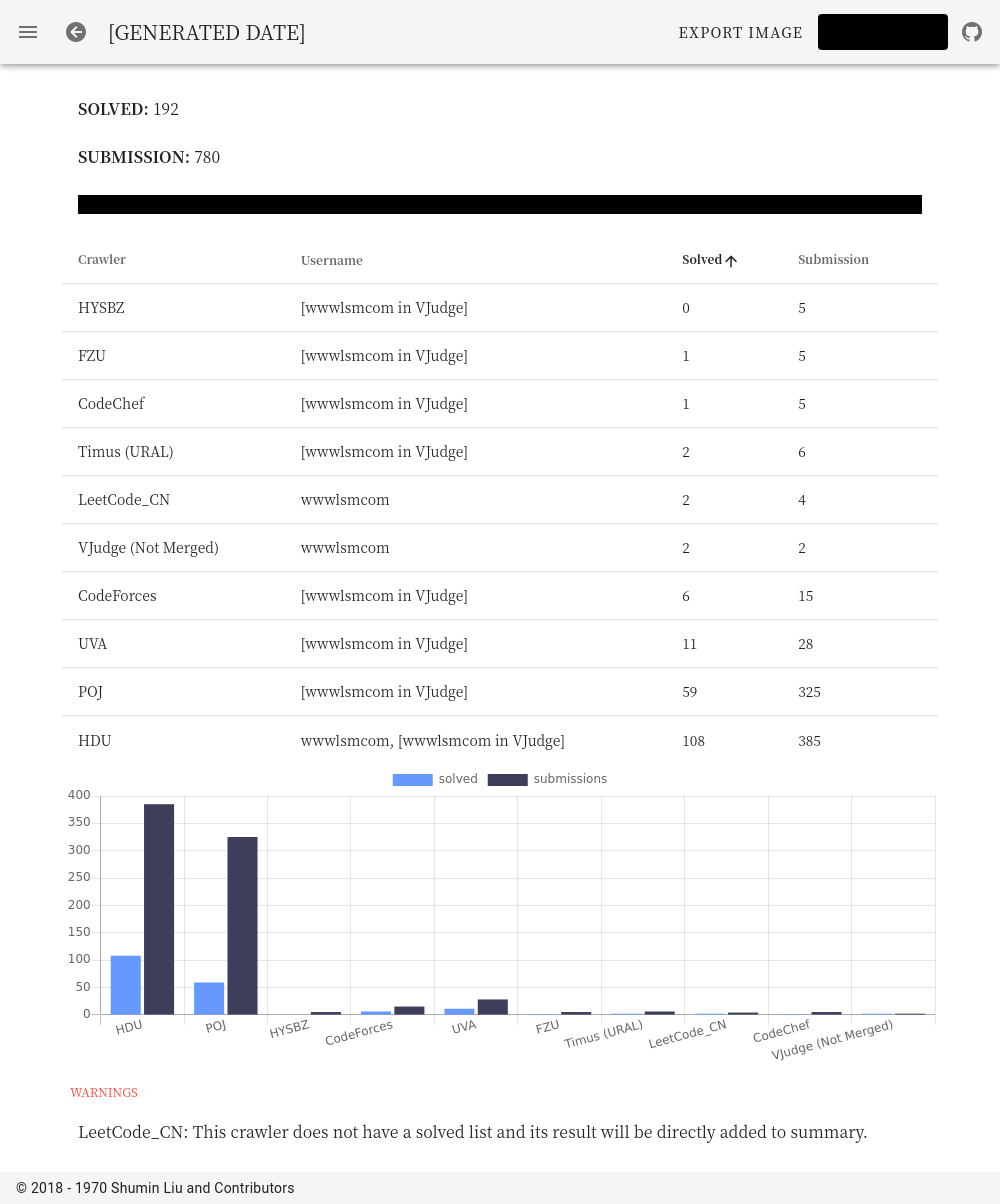 [GENERATED DATE]
EXPORT IMAGE
SOLVED: 192
SUBMISSION: 780
Crawler Username Solved Submission
HYSBZ [wwwlsmcom in VJudge] 0 5
FZU [wwwlsmcom in VJudge] 1 5
CodeChef [wwwlsmcom in VJudge] 1 5
Timus (URAL) [wwwlsmcom in VJudge] 2 6
LeetCode_CN wwwlsmcom 2 4
VJudge (Not Merged) wwwlsmcom 2 2
CodeForces [wwwlsmcom in VJudge] 6 15
UVA [wwwlsmcom in VJudge] 11 28
POJ [wwwlsmcom in VJudge] 59 325
HDU wwwlsmcom, [wwwlsmcom in VJudge] 108 385
solved submissions
400
350
300
250
200
150
100
50
0
HDU POJ HYSBZ CodeForces UVA FZU Timus (URAL) LeetCode_CN CodeChef VJudge (Not Merged)
WARNINGS
LeetCode_CN: This crawler does not have a solved list and its result will be directly added to summary.
© 2018 - 1970 Shumin Liu and Contributors